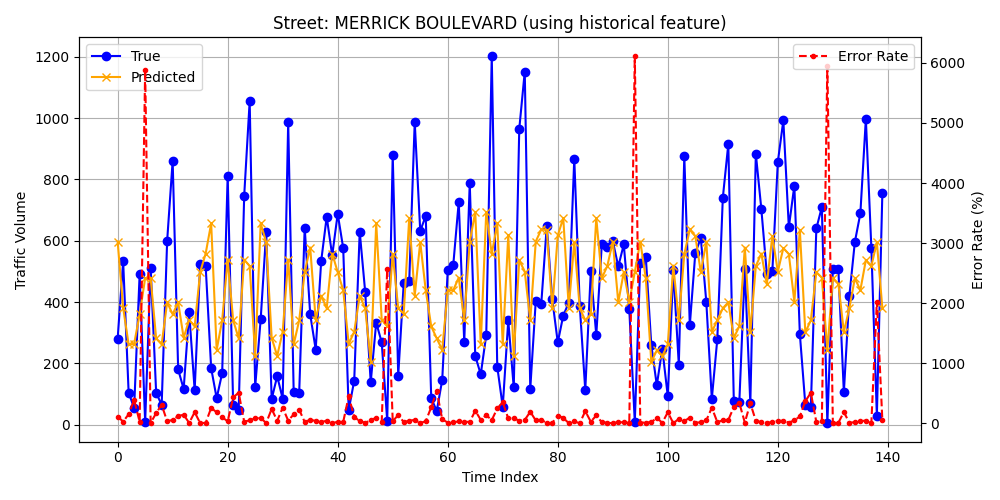 Street: MERRICK BOULEVARD (using historical feature)
True
Predicted
Error Rate
Traffic Volume
1200
1000
800
600
400
200
0
6000
5000
4000
3000
2000
1000
0
Error Rate (%)
0 20 40 60 80 100 120 140
Time Index